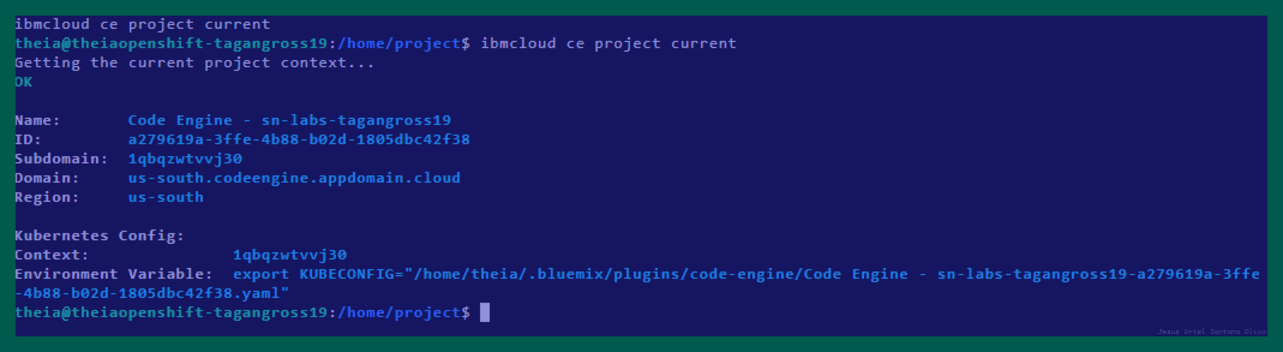 ibmcloud ce project current
theia@theiaopenshift-tagangross19:/home/project$ ibmcloud ce project current
Getting the current project context...
OK
Name: Code Engine - sn-labs-tagangross19
ID: a279619a-3ffe-4b88-b02d-1805dbc42f38
Subdomain: 1qbqzwtvvj30
Domain: us-south.codeengine.appdomain.cloud
Region: us-south
Kubernetes Config:
Context: 1qbqzwtvvj30
Environment Variable: export KUBECONFIG="/home/theia/.bluemix/plugins/code-engine/Code Engine - sn-labs-tagangross19-a279619a-3ffe
-4b88-b02d-1805dbc42f38.yaml"
theia@theiaopenshift-tagangross19:/home/project$
Jesus Uriel Santana Oliva